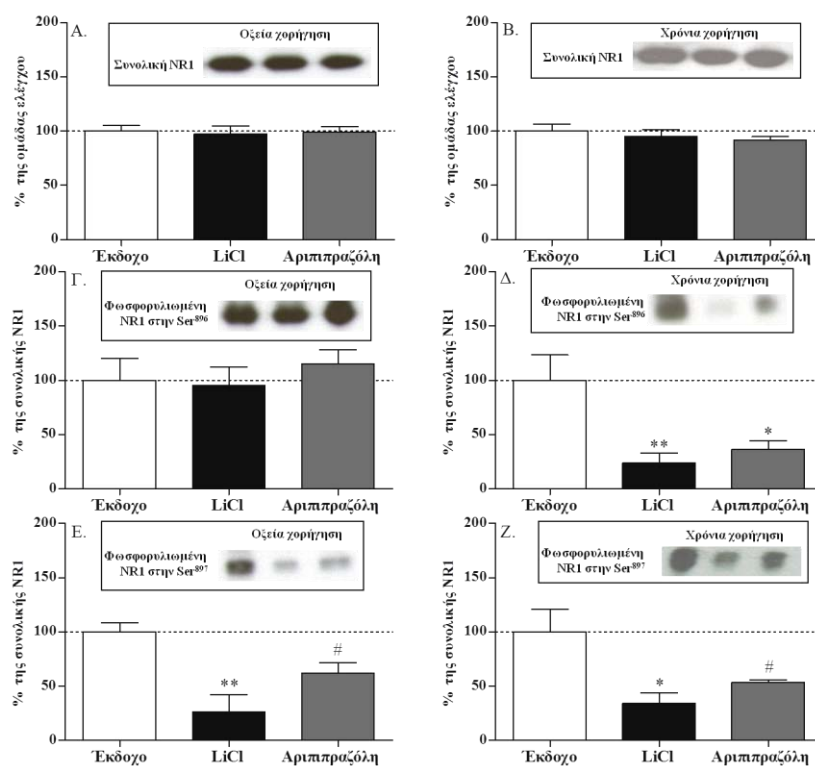 Α.
Οξεία χορήγηση
Συνολική NR1
% της ομάδας ελέγχου
200
150
100
50
0
Έκδοχο LiCl Αριπιπραζόλη
Β.
Χρόνια χορήγηση
Συνολική NR1
% της ομάδας ελέγχου
200
150
100
50
0
Έκδοχο LiCl Αριπιπραζόλη
Γ.
Οξεία χορήγηση
Φωσφορυλιωμένη
NR1 στην Ser⁸⁹⁶
% της συνολικής NR1
200
150
100
50
0
Έκδοχο LiCl Αριπιπραζόλη
Δ.
Χρόνια χορήγηση
Φωσφορυλιωμένη
NR1 στην Ser⁸⁹⁶
% της συνολικής NR1
200
150
100
50
0
** *
Έκδοχο LiCl Αριπιπραζόλη
Ε.
Οξεία χορήγηση
Φωσφορυλιωμένη
NR1 στην Ser⁸⁹⁷
% της συνολικής NR1
200
150
100
50
0
** #
Έκδοχο LiCl Αριπιπραζόλη
Ζ.
Χρόνια χορήγηση
Φωσφορυλιωμένη
NR1 στην Ser⁸⁹⁷
% της συνολικής NR1
200
150
100
50
0
* #
Έκδοχο LiCl Αριπιπραζόλη